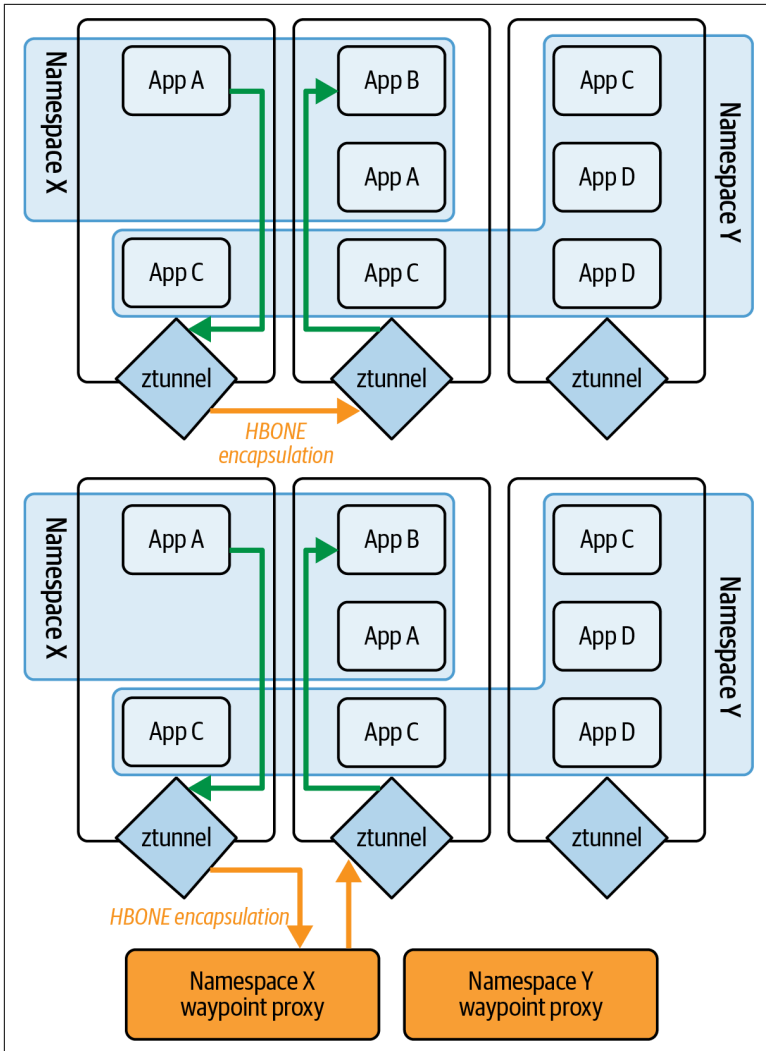 Namespace X
App A
App B
App C
Namespace Y
App A
App D
App C
App C
App D
ztunnel
ztunnel
ztunnel
HBONE
encapsulation
Namespace X
App A
App B
App C
Namespace Y
App A
App D
App C
App C
App D
ztunnel
ztunnel
ztunnel
HBONE encapsulation
Namespace X
waypoint proxy
Namespace Y
waypoint proxy